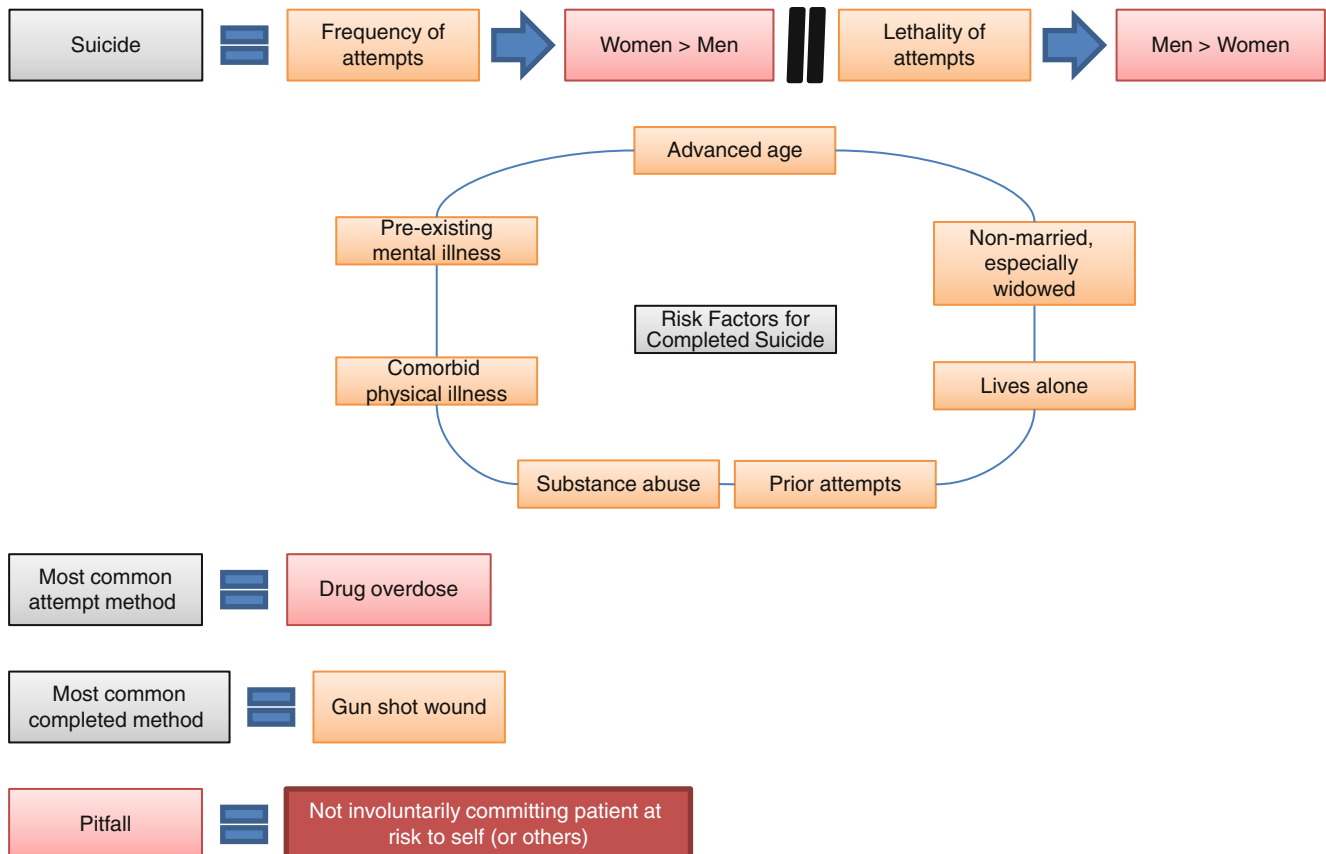 Suicide
Frequency of
attempts
Women > Men
Lethality of
attempts
Men > Women
Advanced age
Pre-existing
mental illness
Non-married,
especially
widowed
Risk Factors for
Completed Suicide
Comorbid
physical illness
Lives alone
Substance abuse
Prior attempts
Most common
attempt method
Drug overdose
Most common
completed method
Gun shot wound
Pitfall
Not involuntarily committing patient at
risk to self (or others)